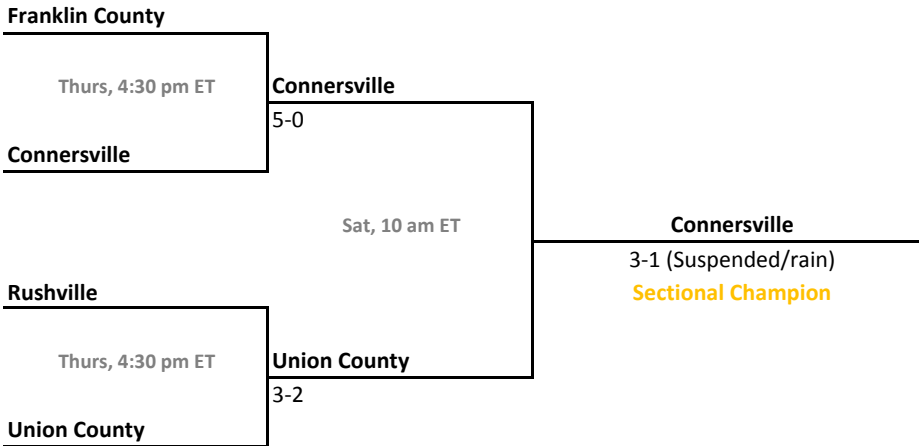 Franklin County
Thurs, 4:30 pm ET
Connersville
5-0
Connersville
Sat, 10 am ET
Connersville
3-1 (Suspended/rain)
Sectional Champion
Rushville
Thurs, 4:30 pm ET
Union County
3-2
Union County